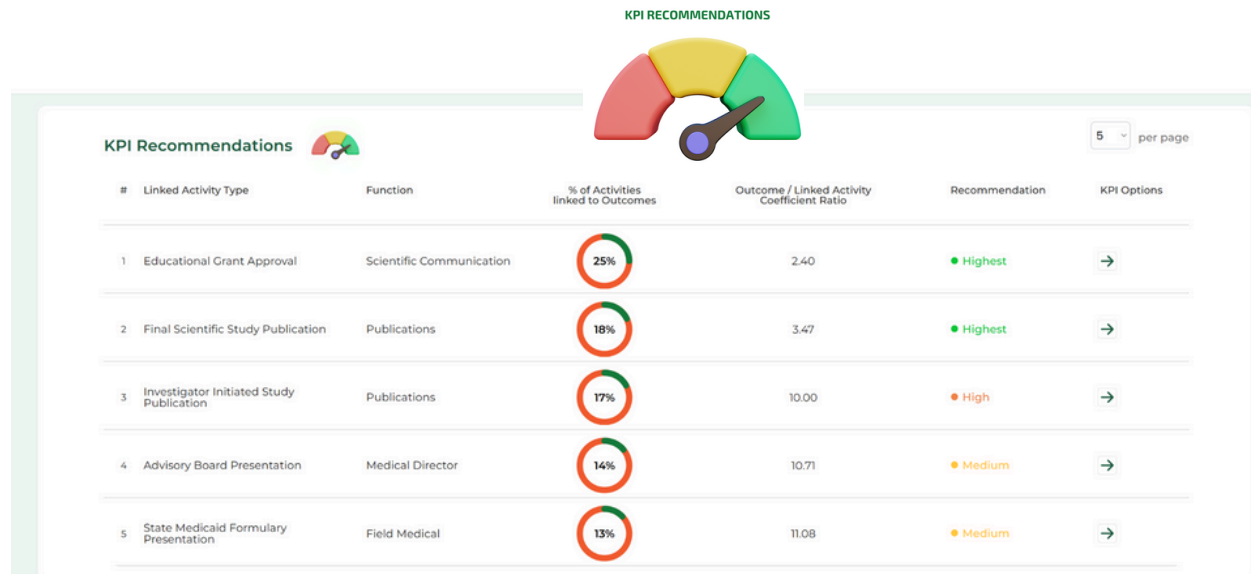 KPI RECOMMENDATIONS
KPI Recommendations
5 per page
# Linked Activity Type Function % of Activities linked to Outcomes Outcome / Linked Activity Coefficient Ratio Recommendation KPI Options
1 Educational Grant Approval Scientific Communication 25% 2.40 Highest
2 Final Scientific Study Publication Publications 18% 3.47 Highest
3 Investigator Initiated Study Publication Publications 17% 10.00 High
4 Advisory Board Presentation Medical Director 14% 10.71 Medium
5 State Medicaid Formulary Presentation Field Medical 13% 11.08 Medium